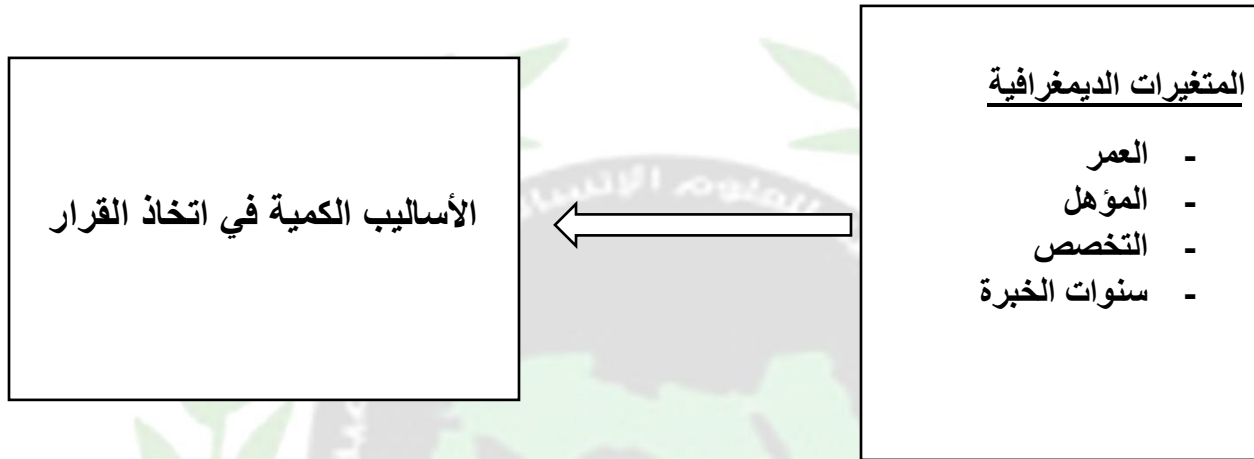 المتغيرات الديمغرافية
- العمر
- المؤهل
- التخصص
- سنوات الخبرة
الأساليب الكمية في اتخاذ القرار